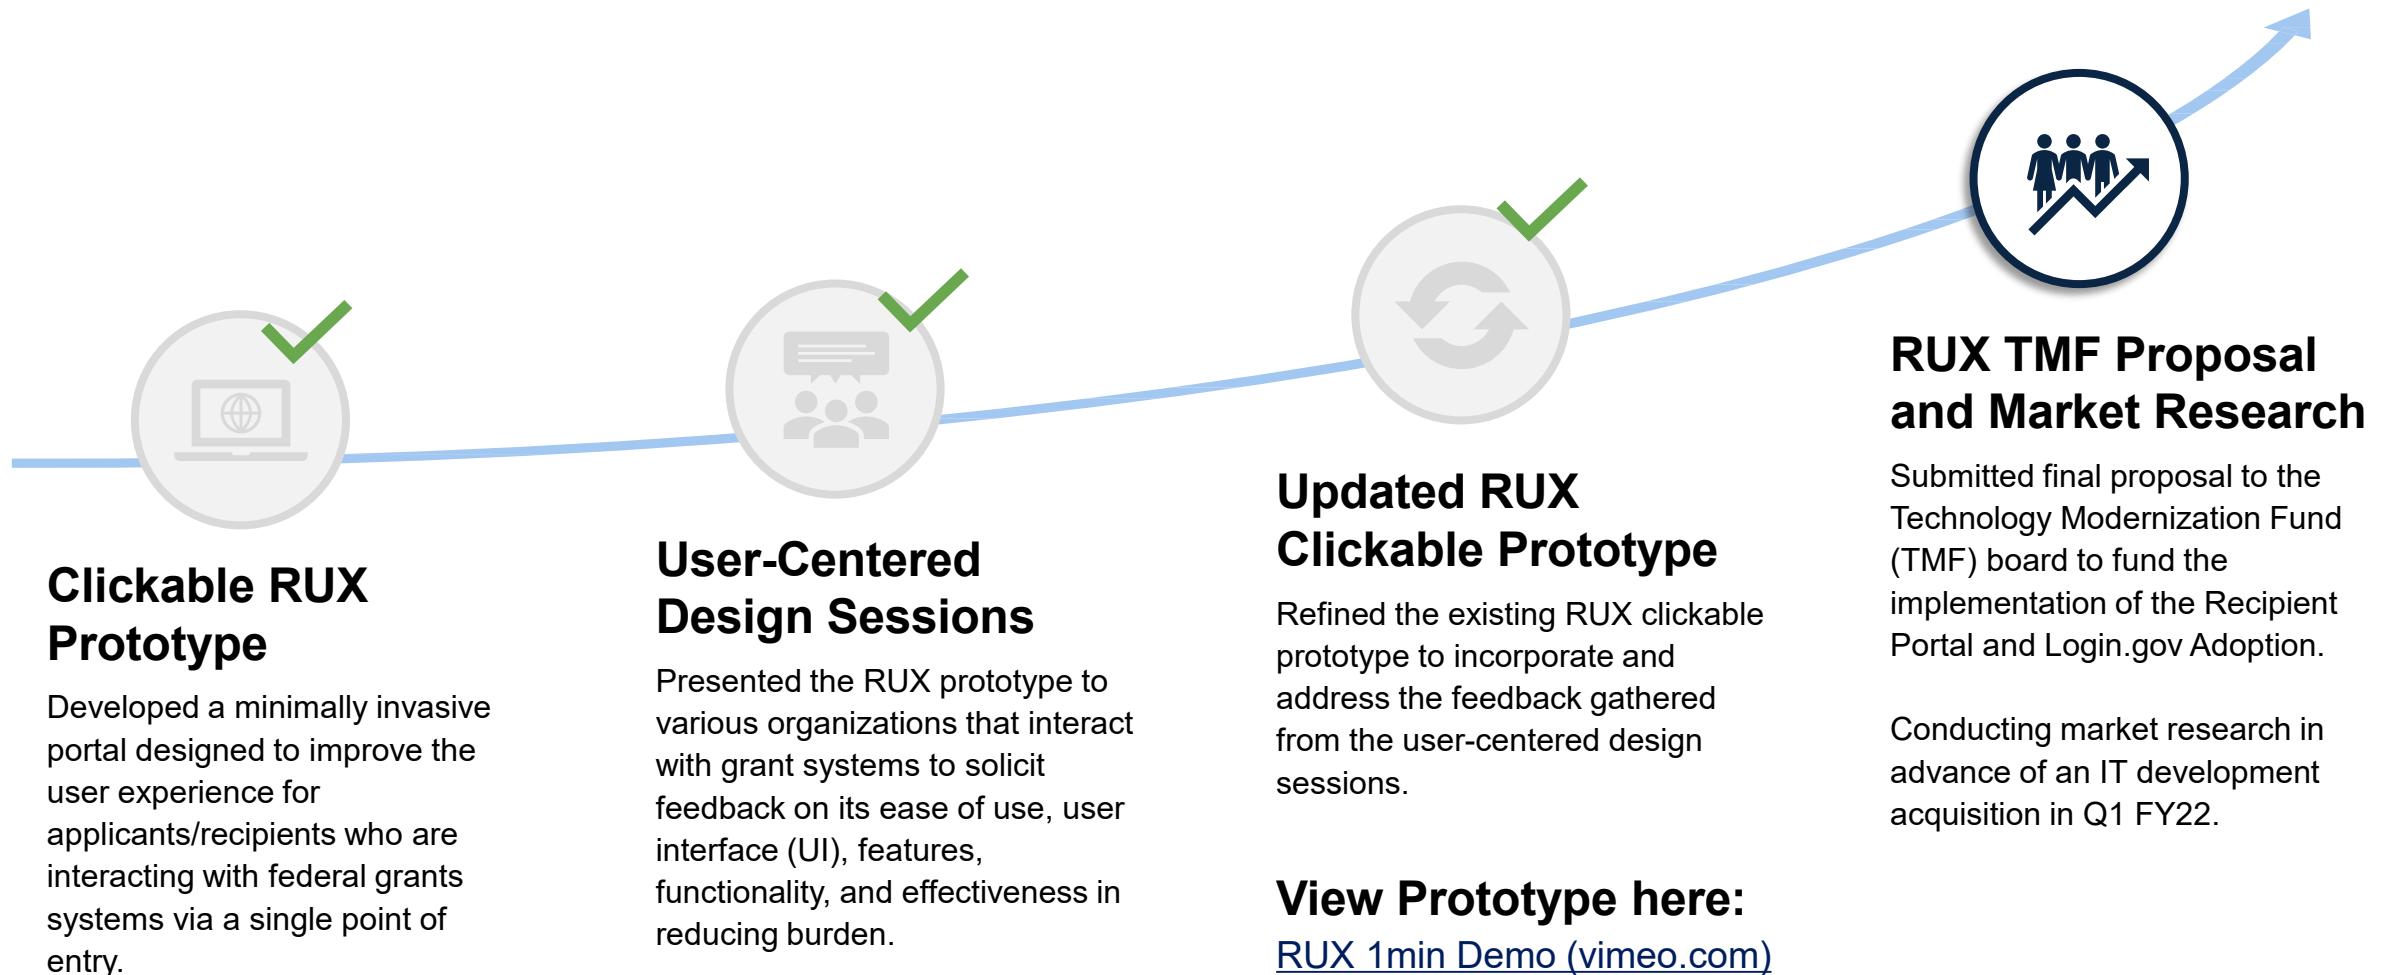 Clickable RUX
Prototype
Developed a minimally invasive
portal designed to improve the
user experience for
applicants/recipients who are
interacting with federal grants
systems via a single point of
entry.
User-Centered
Design Sessions
Presented the RUX prototype to
various organizations that interact
with grant systems to solicit
feedback on its ease of use, user
interface (UI), features,
functionality, and effectiveness in
reducing burden.
Updated RUX
Clickable Prototype
Refined the existing RUX clickable
prototype to incorporate and
address the feedback gathered
from the user-centered design
sessions.
View Prototype here:
RUX 1min Demo (vimeo.com)
RUX TMF Proposal
and Market Research
Submitted final proposal to the
Technology Modernization Fund
(TMF) board to fund the
implementation of the Recipient
Portal and Login.gov Adoption.
Conducting market research in
advance of an IT development
acquisition in Q1 FY22.